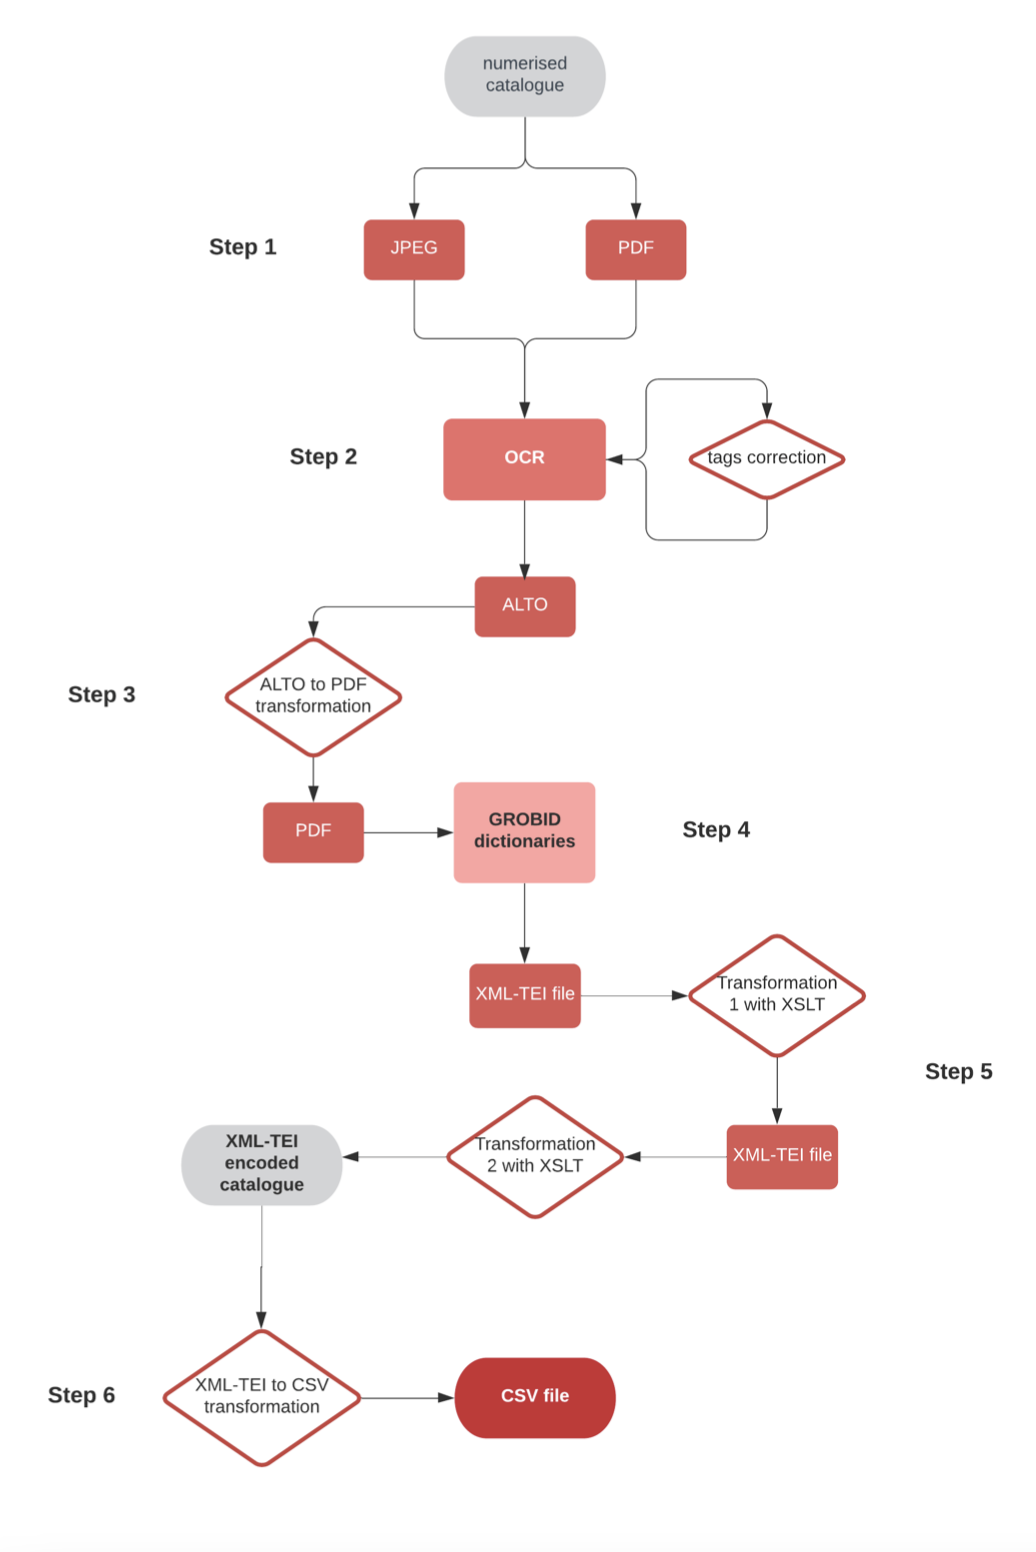 numerised
catalogue
Step 1
JPEG
PDF
Step 2
OCR
tags correction
ALTO
Step 3
ALTO to PDF
transformation
PDF
GROBID
dictionaries
Step 4
XML-TEI file
Transformation
1 with XSLT
Step 5
XML-TEI
encoded
catalogue
Transformation
2 with XSLT
XML-TEI file
Step 6
XML-TEI to CSV
transformation
CSV file